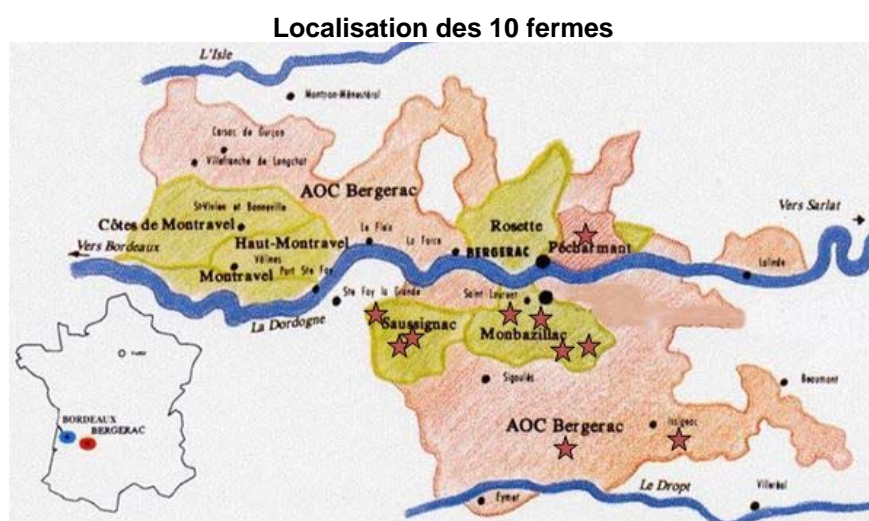 Localisation des 10 fermes
L'Isle
Montpon-Ménestérol
Carsac de Gurçon
Villefranche de Lonchat
AOC Bergerac
St-Vivien et Bonneville
Côtes de Montravel
Rosette
Vers Sarlat
Haut-Montravel
Le Fleix
La Force
BERGERAC
Pécharmant
Vers Bordeaux
Vélines
Montravel
Port Ste Foy
Lalinde
Ste Foy la Grande
Saint Laurent
La Dordogne
Saussignac
Monbazillac
PARIS
Sigoulès
Beaumont
BORDEAUX
BERGERAC
AOC Bergerac
Issigeac
Le Dropt
Eymet
Villeréal